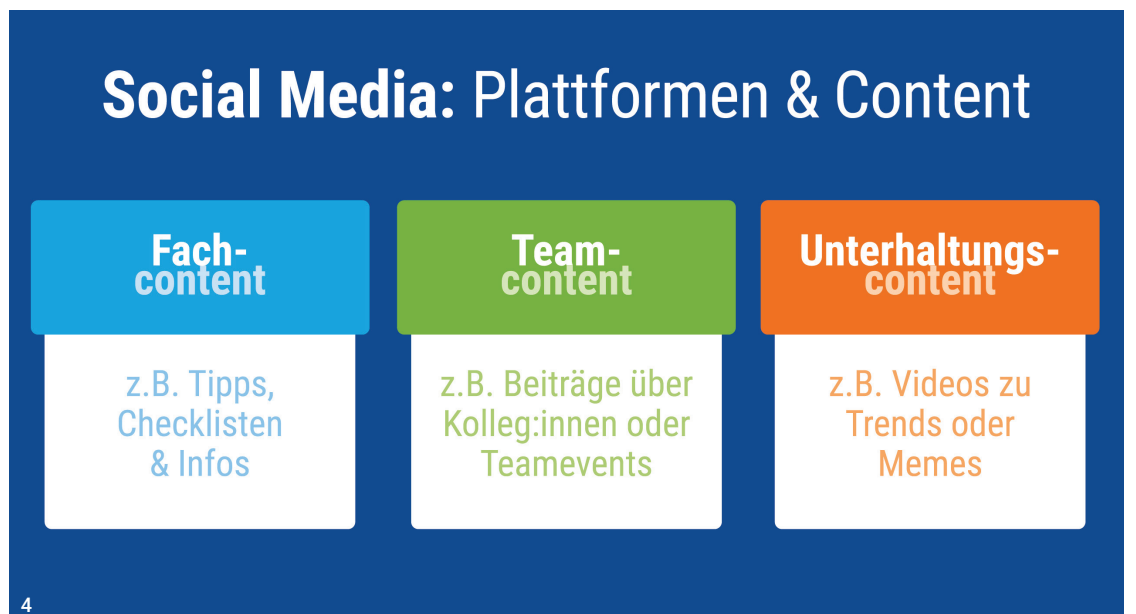 Social Media: Plattformen & Content
Fach-
content
z.B. Tipps,
Checklisten
& Infos
Team-
content
z.B. Beiträge über
Kolleg:innen oder
Teamevents
Unterhaltungs-
content
z.B. Videos zu
Trends oder
Memes
4